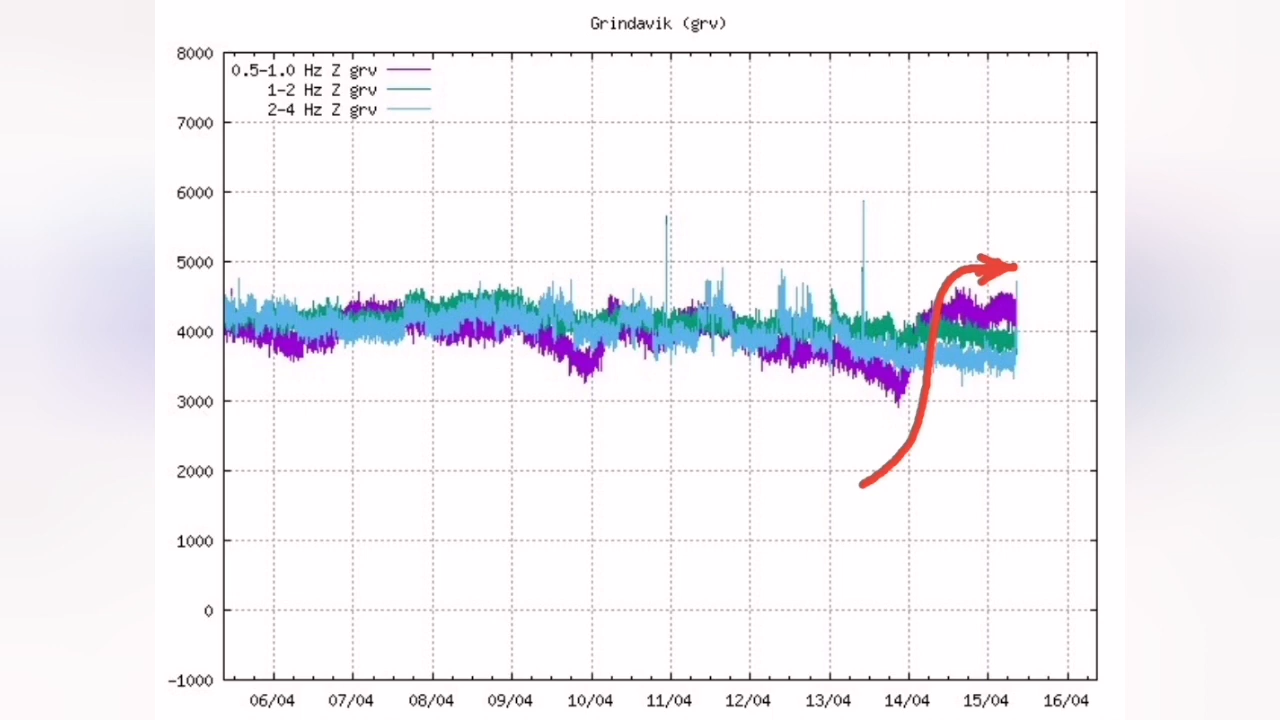 Grindavik (grv)
8000
0.5-1.0 Hz Z grv
1-2 Hz Z grv
2-4 Hz Z grv
7000
6000
5000
4000
3000
2000
1000
0
-1000
06/04 07/04 08/04 09/04 10/04 11/04 12/04 13/04 14/04 15/04 16/04